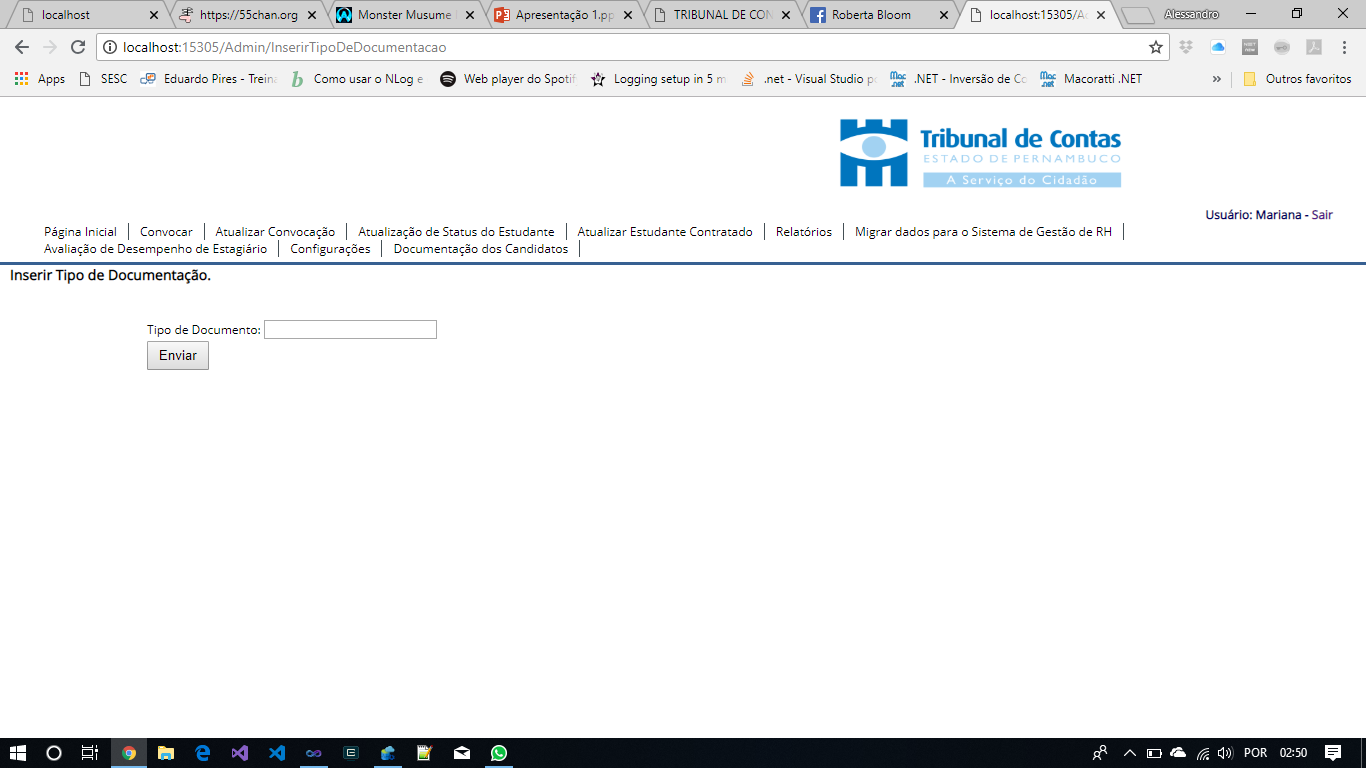 localhost
https://55chan.org
Monster Musume
Apresentação 1.pp
TRIBUNAL DE CON
Roberta Bloom
localhost:15305/Ad
Alessandro
localhost:15305/Admin/InserirTipoDeDocumentacao
Apps
SESC
Eduardo Pires - Trein
Como usar o NLog e
Web player do Spotif
Logging setup in 5 m
.net - Visual Studio p
.NET - Inversão de Co
Macoratti .NET
»
Outros favoritos
Tribunal de Contas
ESTADO DE PERNAMBUCO
A Serviço do Cidadão
Usuário: Mariana - Sair
Página Inicial
Convocar
Atualizar Convocação
Atualização de Status do Estudante
Atualizar Estudante Contratado
Relatórios
Migrar dados para o Sistema de Gestão de RH
Avaliação de Desempenho de Estagiário
Configurações
Documentação dos Candidatos
Inserir Tipo de Documentação.
Tipo de Documento:
Enviar
POR
02:50